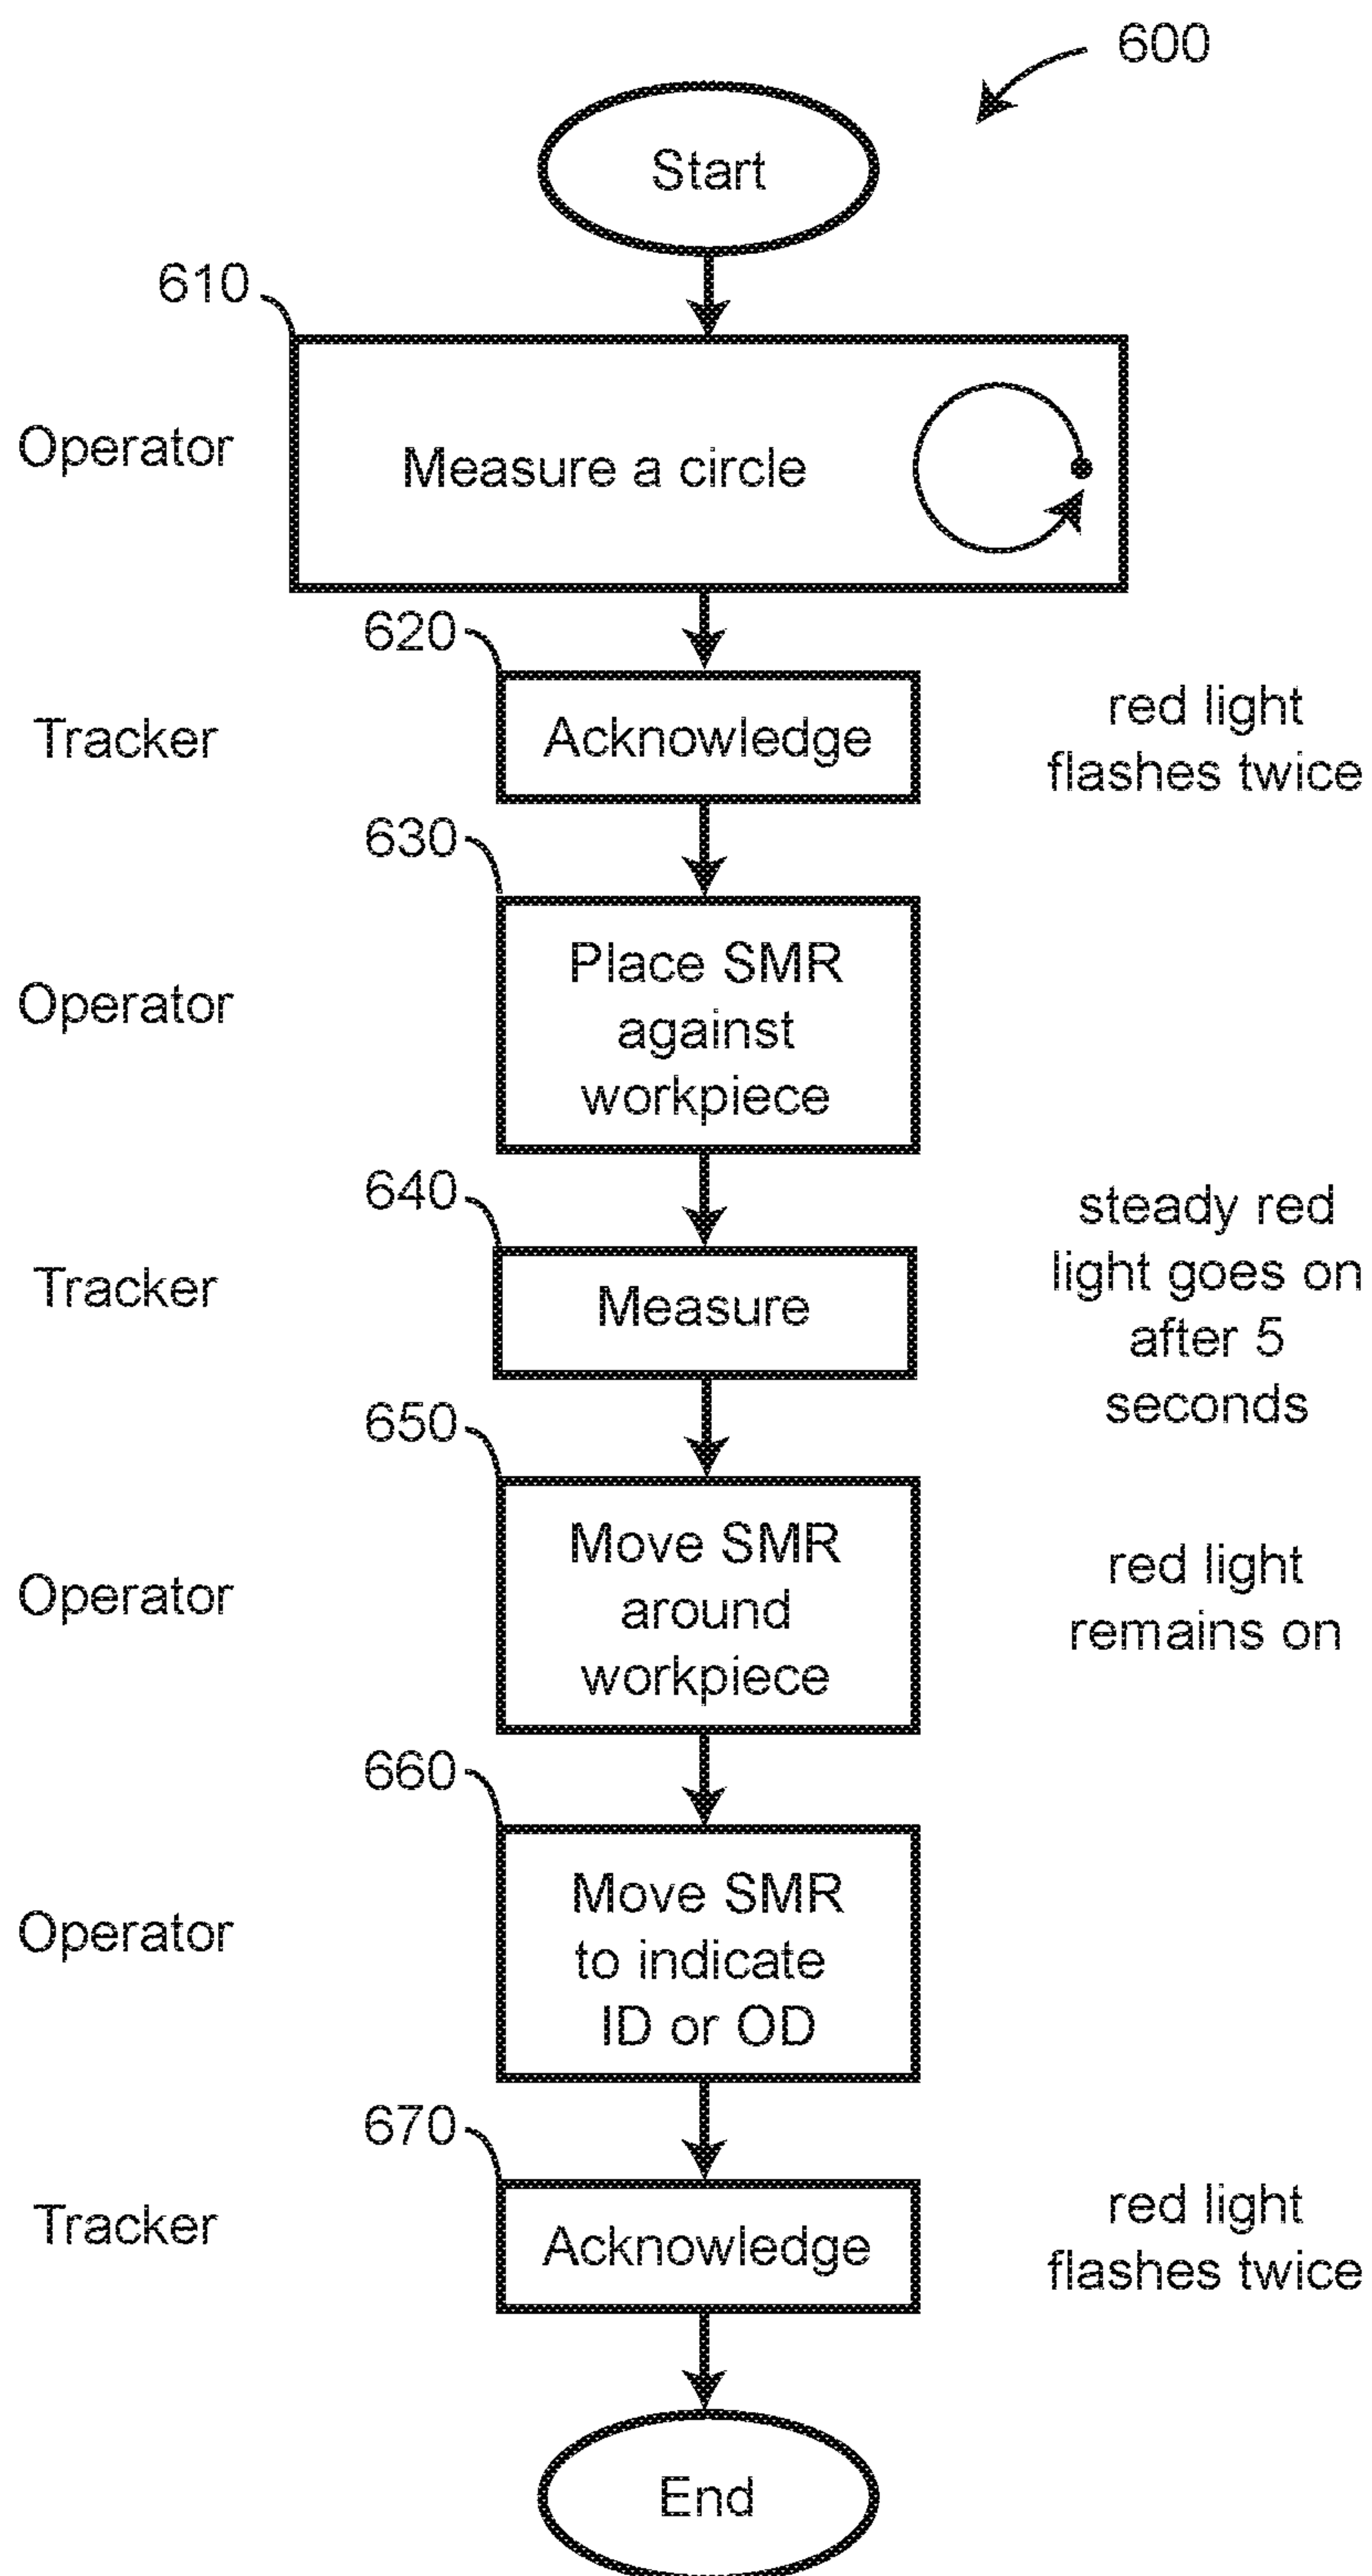 600
Start
610
Operator
Measure a circle
620
Tracker
Acknowledge
red light
flashes twice
630
Operator
Place SMR
against
workpiece
640
Tracker
Measure
steady red
light goes on
after 5
seconds
650
Operator
Move SMR
around
workpiece
red light
remains on
660
Operator
Move SMR
to indicate
ID or OD
670
Tracker
Acknowledge
red light
flashes twice
End